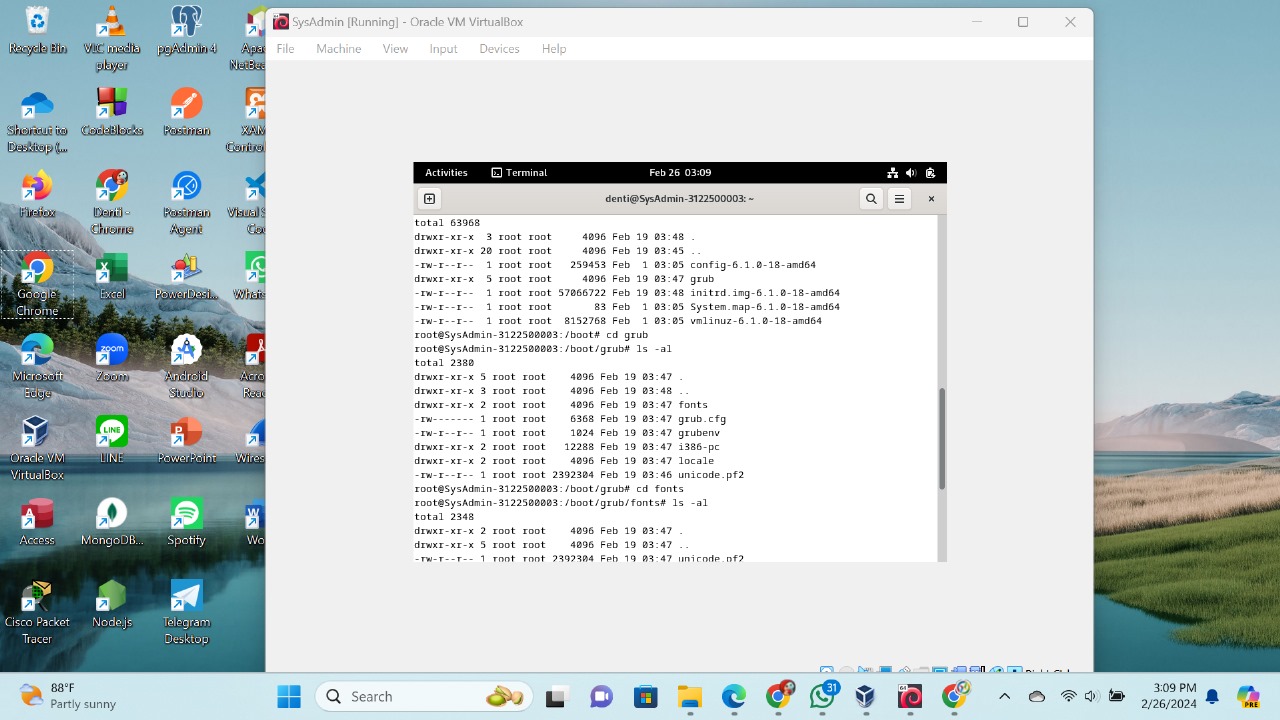 SysAdmin [Running] - Oracle VM VirtualBox
File Machine View Input Devices Help
Recycle Bin
VLC media player
pgAdmin 4
Apa
NetBea
Shortcut to Desktop (...
CodeBlocks
Postman
XAM
Contro
Firefox
Denti - Chrome
Postman Agent
Visual S
Cod
Google Chrome
Excel
PowerDesi...
Whats
Microsoft Edge
Zoom
Android Studio
Acro
Rea
Oracle VM VirtualBox
LINE
PowerPoint
Wires
Access
MongoDB...
Spotify
Wo
Cisco Packet Tracer
Node.js
Telegram Desktop
Activities Terminal Feb 26 03:09
denti@SysAdmin-3122500003: ~
total 63968
drwxr-xr-x  3 root root     4096 Feb 19 03:48 .
drwxr-xr-x 20 root root     4096 Feb 19 03:45 ..
-rw-r--r--  1 root root   259453 Feb  1 03:05 config-6.1.0-18-amd64
drwxr-xr-x  5 root root     4096 Feb 19 03:47 grub
-rw-r--r--  1 root root 57066722 Feb 19 03:48 initrd.img-6.1.0-18-amd64
-rw-r--r--  1 root root       83 Feb  1 03:05 System.map-6.1.0-18-amd64
-rw-r--r--  1 root root  8152768 Feb  1 03:05 vmlinuz-6.1.0-18-amd64
root@SysAdmin-3122500003:/boot# cd grub
root@SysAdmin-3122500003:/boot/grub# ls -al
total 2380
drwxr-xr-x 5 root root    4096 Feb 19 03:47 .
drwxr-xr-x 3 root root    4096 Feb 19 03:48 ..
drwxr-xr-x 2 root root    4096 Feb 19 03:47 fonts
-rw------- 1 root root    6368 Feb 19 03:47 grub.cfg
-rw-r--r-- 1 root root    1024 Feb 19 03:47 grubenv
drwxr-xr-x 2 root root   12288 Feb 19 03:47 i386-pc
drwxr-xr-x 2 root root    4096 Feb 19 03:47 locale
-rw-r--r-- 1 root root 2392304 Feb 19 03:46 unicode.pf2
root@SysAdmin-3122500003:/boot/grub# cd fonts
root@SysAdmin-3122500003:/boot/grub/fonts# ls -al
total 2348
drwxr-xr-x 2 root root    4096 Feb 19 03:47 .
drwxr-xr-x 5 root root    4096 Feb 19 03:47 ..
-rw-r--r-- 1 root root 2392304 Feb 19 03:47 unicode.pf2
88°F
Partly sunny
Search
31
64
3:09 PM
2/26/2024
PRE